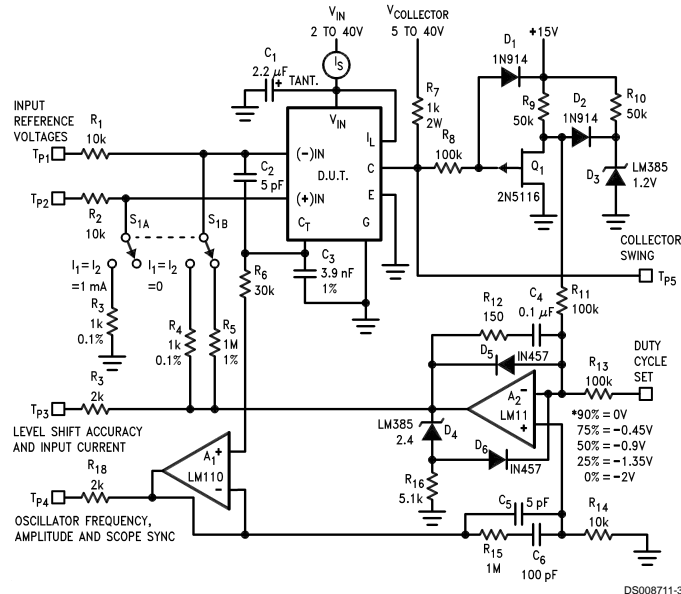 V_IN
2 TO 40V
V_COLLECTOR
5 TO 40V
+15V
C1
2.2 μF
+
TANT.
I_S
D1
1N914
R7
1k
2W
R9
50k
D2
1N914
R10
50k
INPUT
REFERENCE
VOLTAGES
R1
10k
T_P1
V_IN
I_L
(−)IN
C
D.U.T.
(+)IN
E
C_T
G
R8
100k
Q1
2N5116
D3
LM385
1.2V
C2
5 pF
T_P2
R2
10k
S1A
S1B
C3
3.9 nF
1%
R6
30k
COLLECTOR
SWING
T_P5
I1 = I2
=1 mA
I1 = I2
=0
R3
1k
0.1%
R4
1k
0.1%
R5
1M
1%
R12
150
C4
0.1 μF
R11
100k
D5
IN457
DUTY
CYCLE
SET
R13
100k
R3
2k
T_P3
LEVEL SHIFT ACCURACY
AND INPUT CURRENT
A2
−
LM11
+
*90% = 0V
75% = −0.45V
50% = −0.9V
25% = −1.35V
0% = −2V
LM385
2.4
D4
D6
IN457
R18
2k
T_P4
OSCILLATOR FREQUENCY,
AMPLITUDE AND SCOPE SYNC
A1
+
LM110
−
R16
5.1k
C5
5 pF
R14
10k
R15
1M
C6
100 pF
DS008711-3